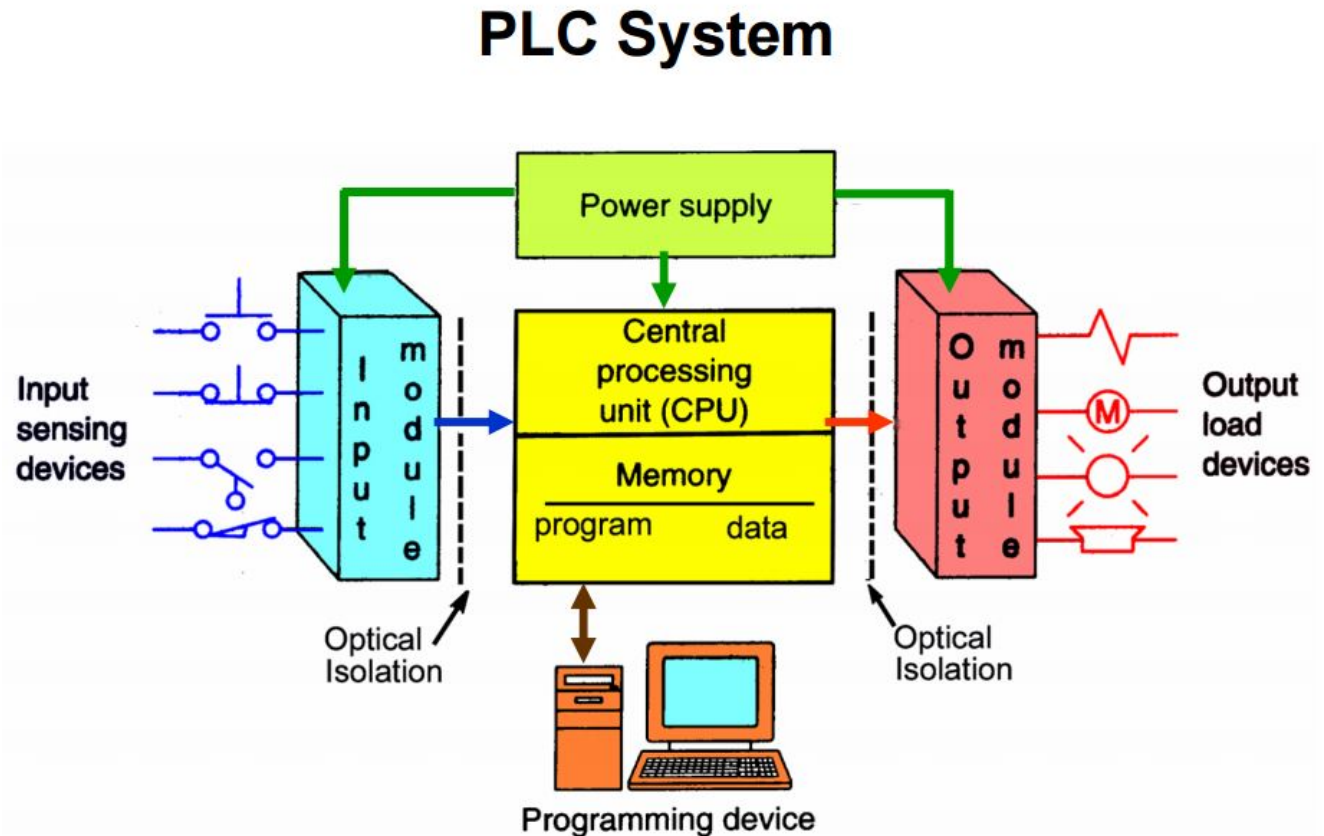 PLC System
Power supply
Input
sensing
devices
Input
module
Central
processing
unit (CPU)
Memory
program data
Output
module
M
Output
load
devices
Optical
Isolation
Optical
Isolation
Programming device